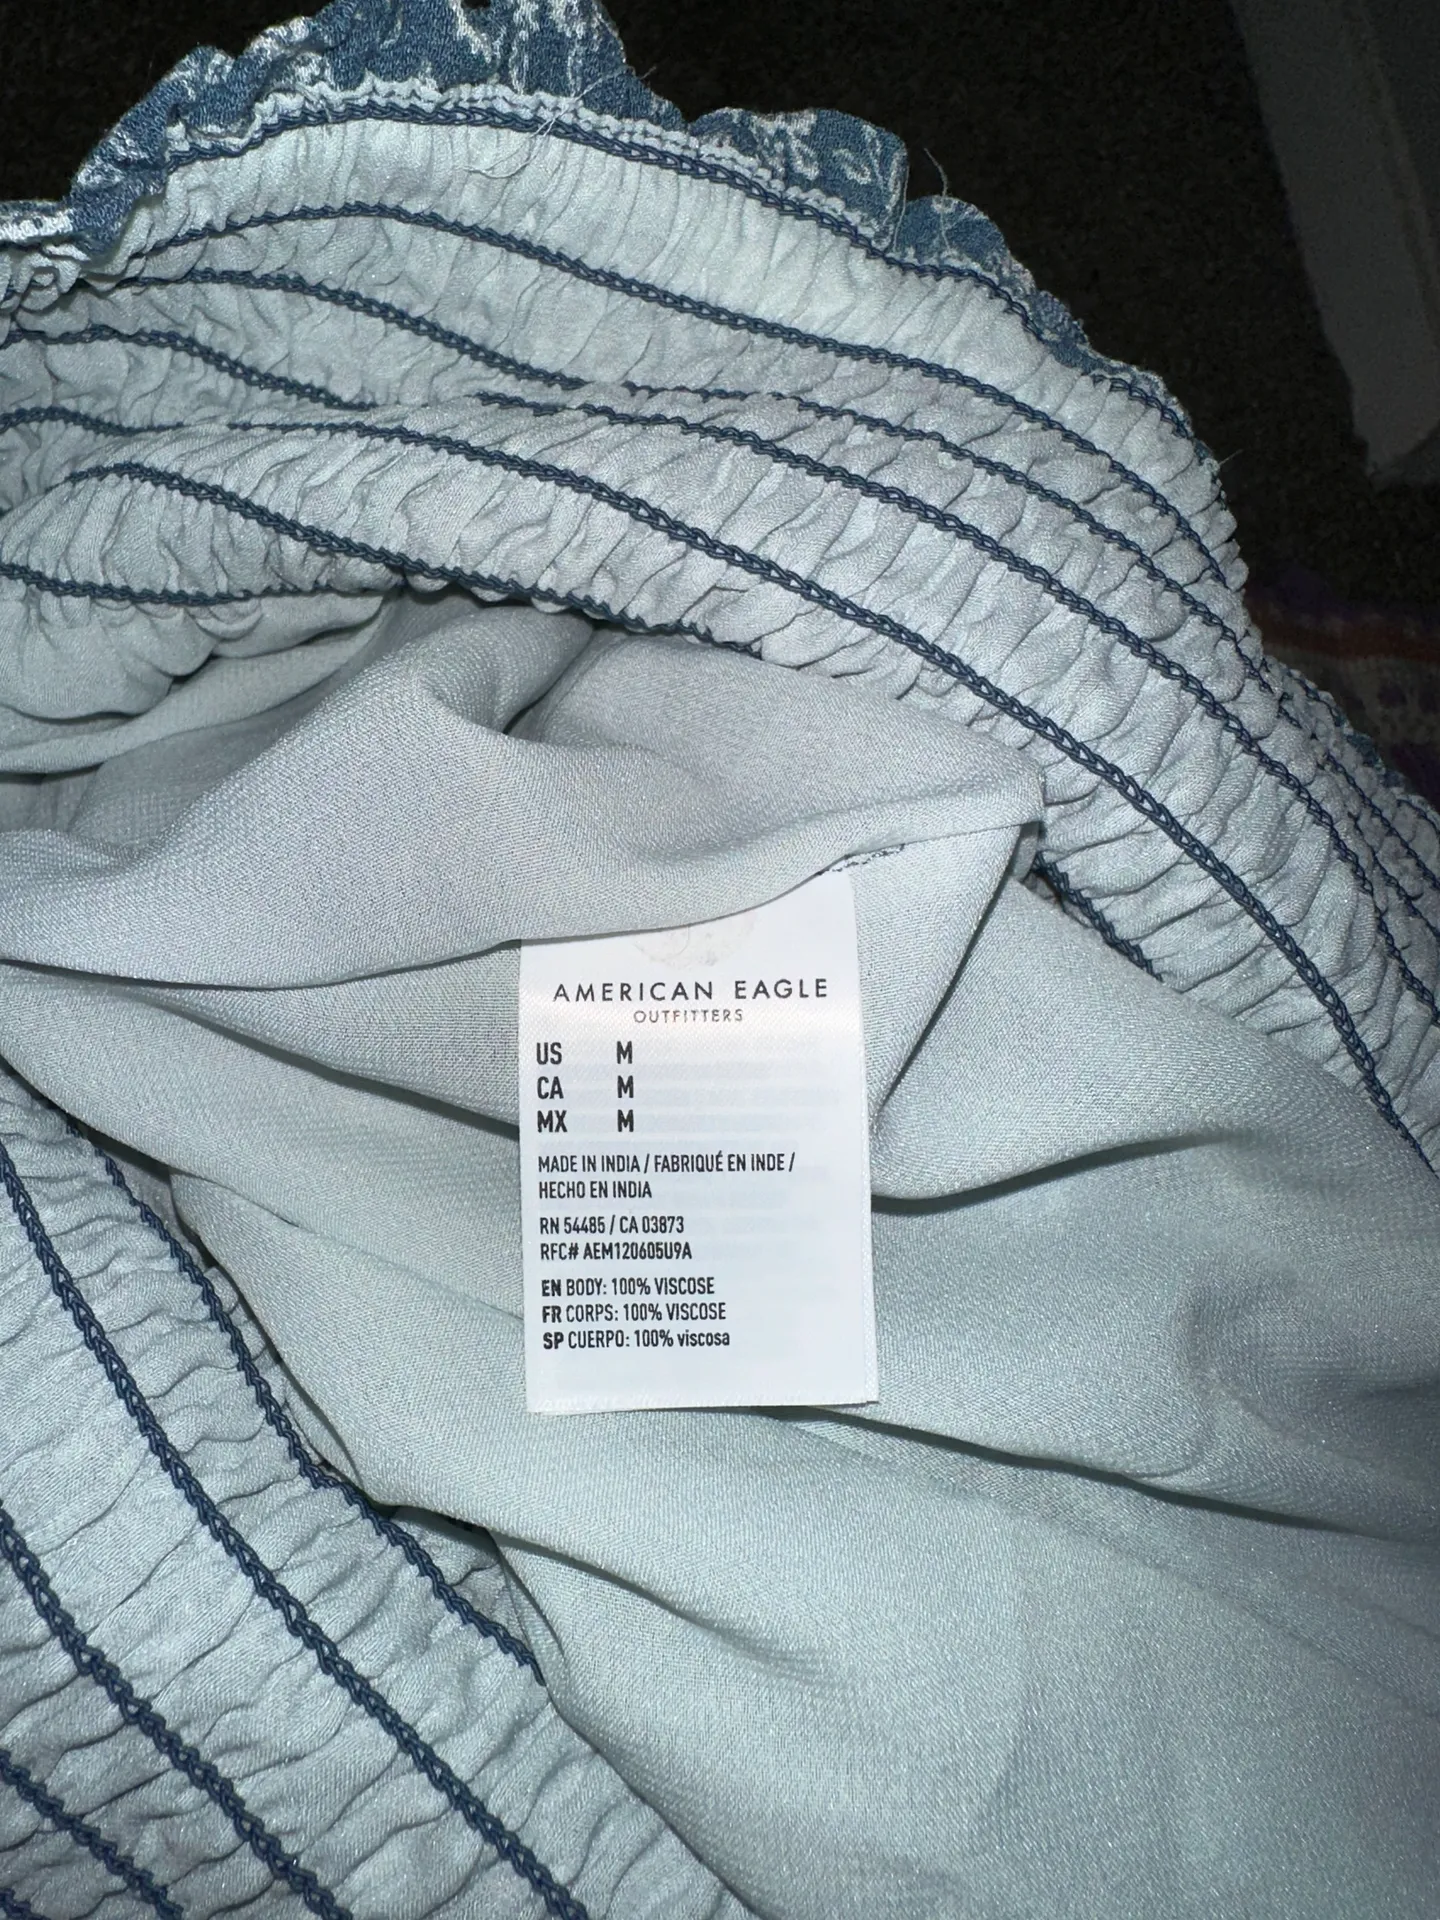 AMERICAN EAGLE
OUTFITTERS
US M
CA M
MX M
MADE IN INDIA / FABRIQUÉ EN INDE /
HECHO EN INDIA
RN 54485 / CA 03873
RFC# AEM120605U9A
EN BODY: 100% VISCOSE
FR CORPS: 100% VISCOSE
SP CUERPO: 100% viscosa